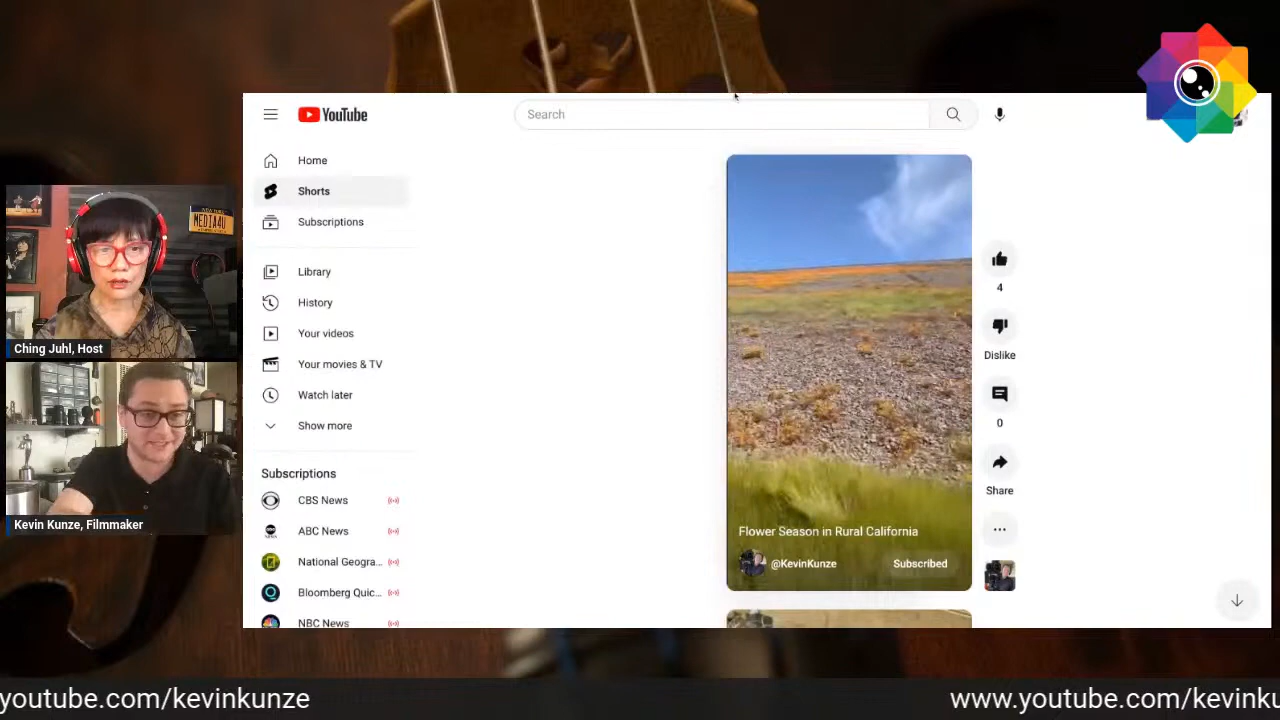 YouTube
Search
Home
Shorts
Subscriptions
Library
History
Your videos
Your movies & TV
Watch later
Show more
Subscriptions
CBS News
ABC News
National Geogra...
Bloomberg Quic...
NBC News
4
Dislike
0
Share
Flower Season in Rural California
@KevinKunze
Subscribed
MEDIA4U
Ching Juhl, Host
Kevin Kunze, Filmmaker
youtube.com/kevinkunze
www.youtube.com/kevinku